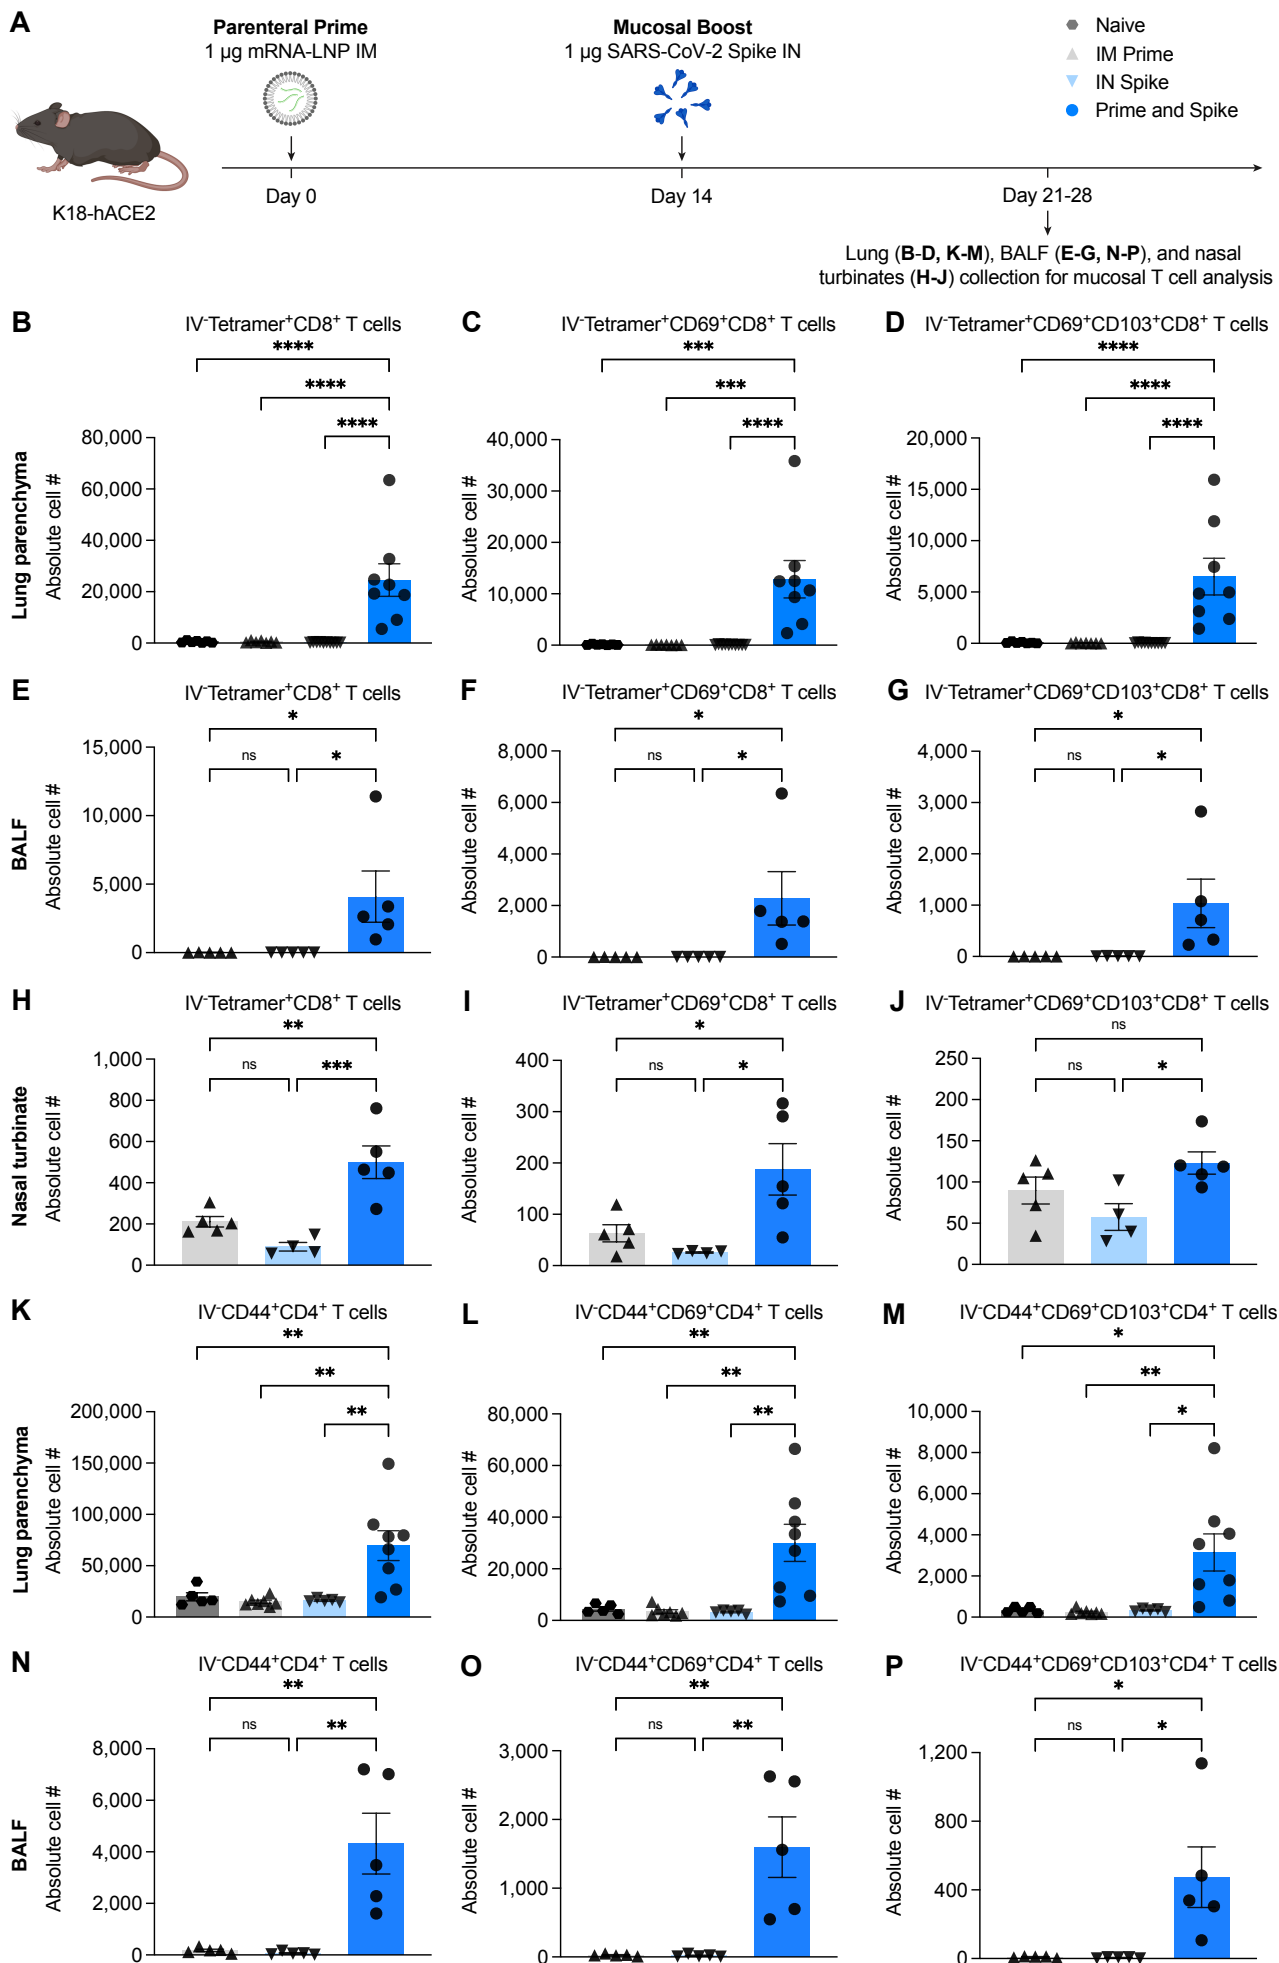 A
Parenteral Prime
1 µg mRNA-LNP IM
Mucosal Boost
1 µg SARS-CoV-2 Spike IN
Naive
IM Prime
IN Spike
Prime and Spike
K18-hACE2
Day 0
Day 14
Day 21-28
Lung (B-D, K-M), BALF (E-G, N-P), and nasal
turbinates (H-J) collection for mucosal T cell analysis
B
IV⁻Tetramer⁺CD8⁺ T cells
****
****
****
Lung parenchyma
Absolute cell #
80,000
60,000
40,000
20,000
0
C
IV⁻Tetramer⁺CD69⁺CD8⁺ T cells
***
***
****
Absolute cell #
40,000
30,000
20,000
10,000
0
D
IV⁻Tetramer⁺CD69⁺CD103⁺CD8⁺ T cells
****
****
****
Absolute cell #
20,000
15,000
10,000
5,000
0
E
IV⁻Tetramer⁺CD8⁺ T cells
*
ns
*
BALF
Absolute cell #
15,000
10,000
5,000
0
F
IV⁻Tetramer⁺CD69⁺CD8⁺ T cells
*
ns
*
Absolute cell #
8,000
6,000
4,000
2,000
0
G
IV⁻Tetramer⁺CD69⁺CD103⁺CD8⁺ T cells
*
ns
*
Absolute cell #
4,000
3,000
2,000
1,000
0
H
IV⁻Tetramer⁺CD8⁺ T cells
**
ns
***
Nasal turbinate
Absolute cell #
1,000
800
600
400
200
0
I
IV⁻Tetramer⁺CD69⁺CD8⁺ T cells
*
ns
*
Absolute cell #
400
300
200
100
0
J
IV⁻Tetramer⁺CD69⁺CD103⁺CD8⁺ T cells
ns
ns
*
Absolute cell #
250
200
150
100
50
0
K
IV⁻CD44⁺CD4⁺ T cells
**
**
**
Lung parenchyma
Absolute cell #
200,000
150,000
100,000
50,000
0
L
IV⁻CD44⁺CD69⁺CD4⁺ T cells
**
**
**
Absolute cell #
80,000
60,000
40,000
20,000
0
M
IV⁻CD44⁺CD69⁺CD103⁺CD4⁺ T cells
*
**
*
Absolute cell #
10,000
8,000
6,000
4,000
2,000
0
N
IV⁻CD44⁺CD4⁺ T cells
**
ns
**
BALF
Absolute cell #
8,000
6,000
4,000
2,000
0
O
IV⁻CD44⁺CD69⁺CD4⁺ T cells
**
ns
**
Absolute cell #
3,000
2,000
1,000
0
P
IV⁻CD44⁺CD69⁺CD103⁺CD4⁺ T cells
*
ns
*
Absolute cell #
1,200
800
400
0